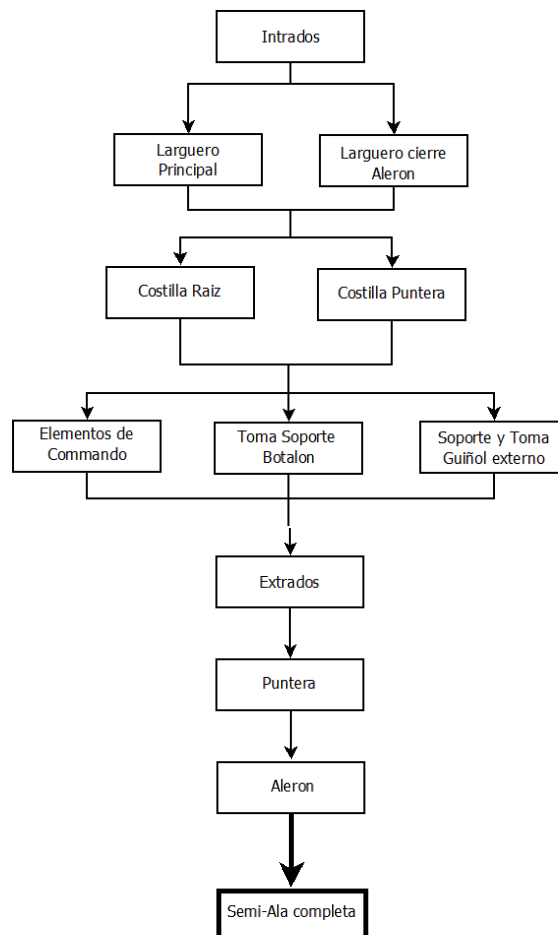 Intrados
Larguero
Principal
Larguero cierre
Aleron
Costilla Raiz
Costilla Puntera
Elementos de
Commando
Toma Soporte
Botalon
Soporte y Toma
Guiñol externo
Extrados
Puntera
Aleron
Semi-Ala completa